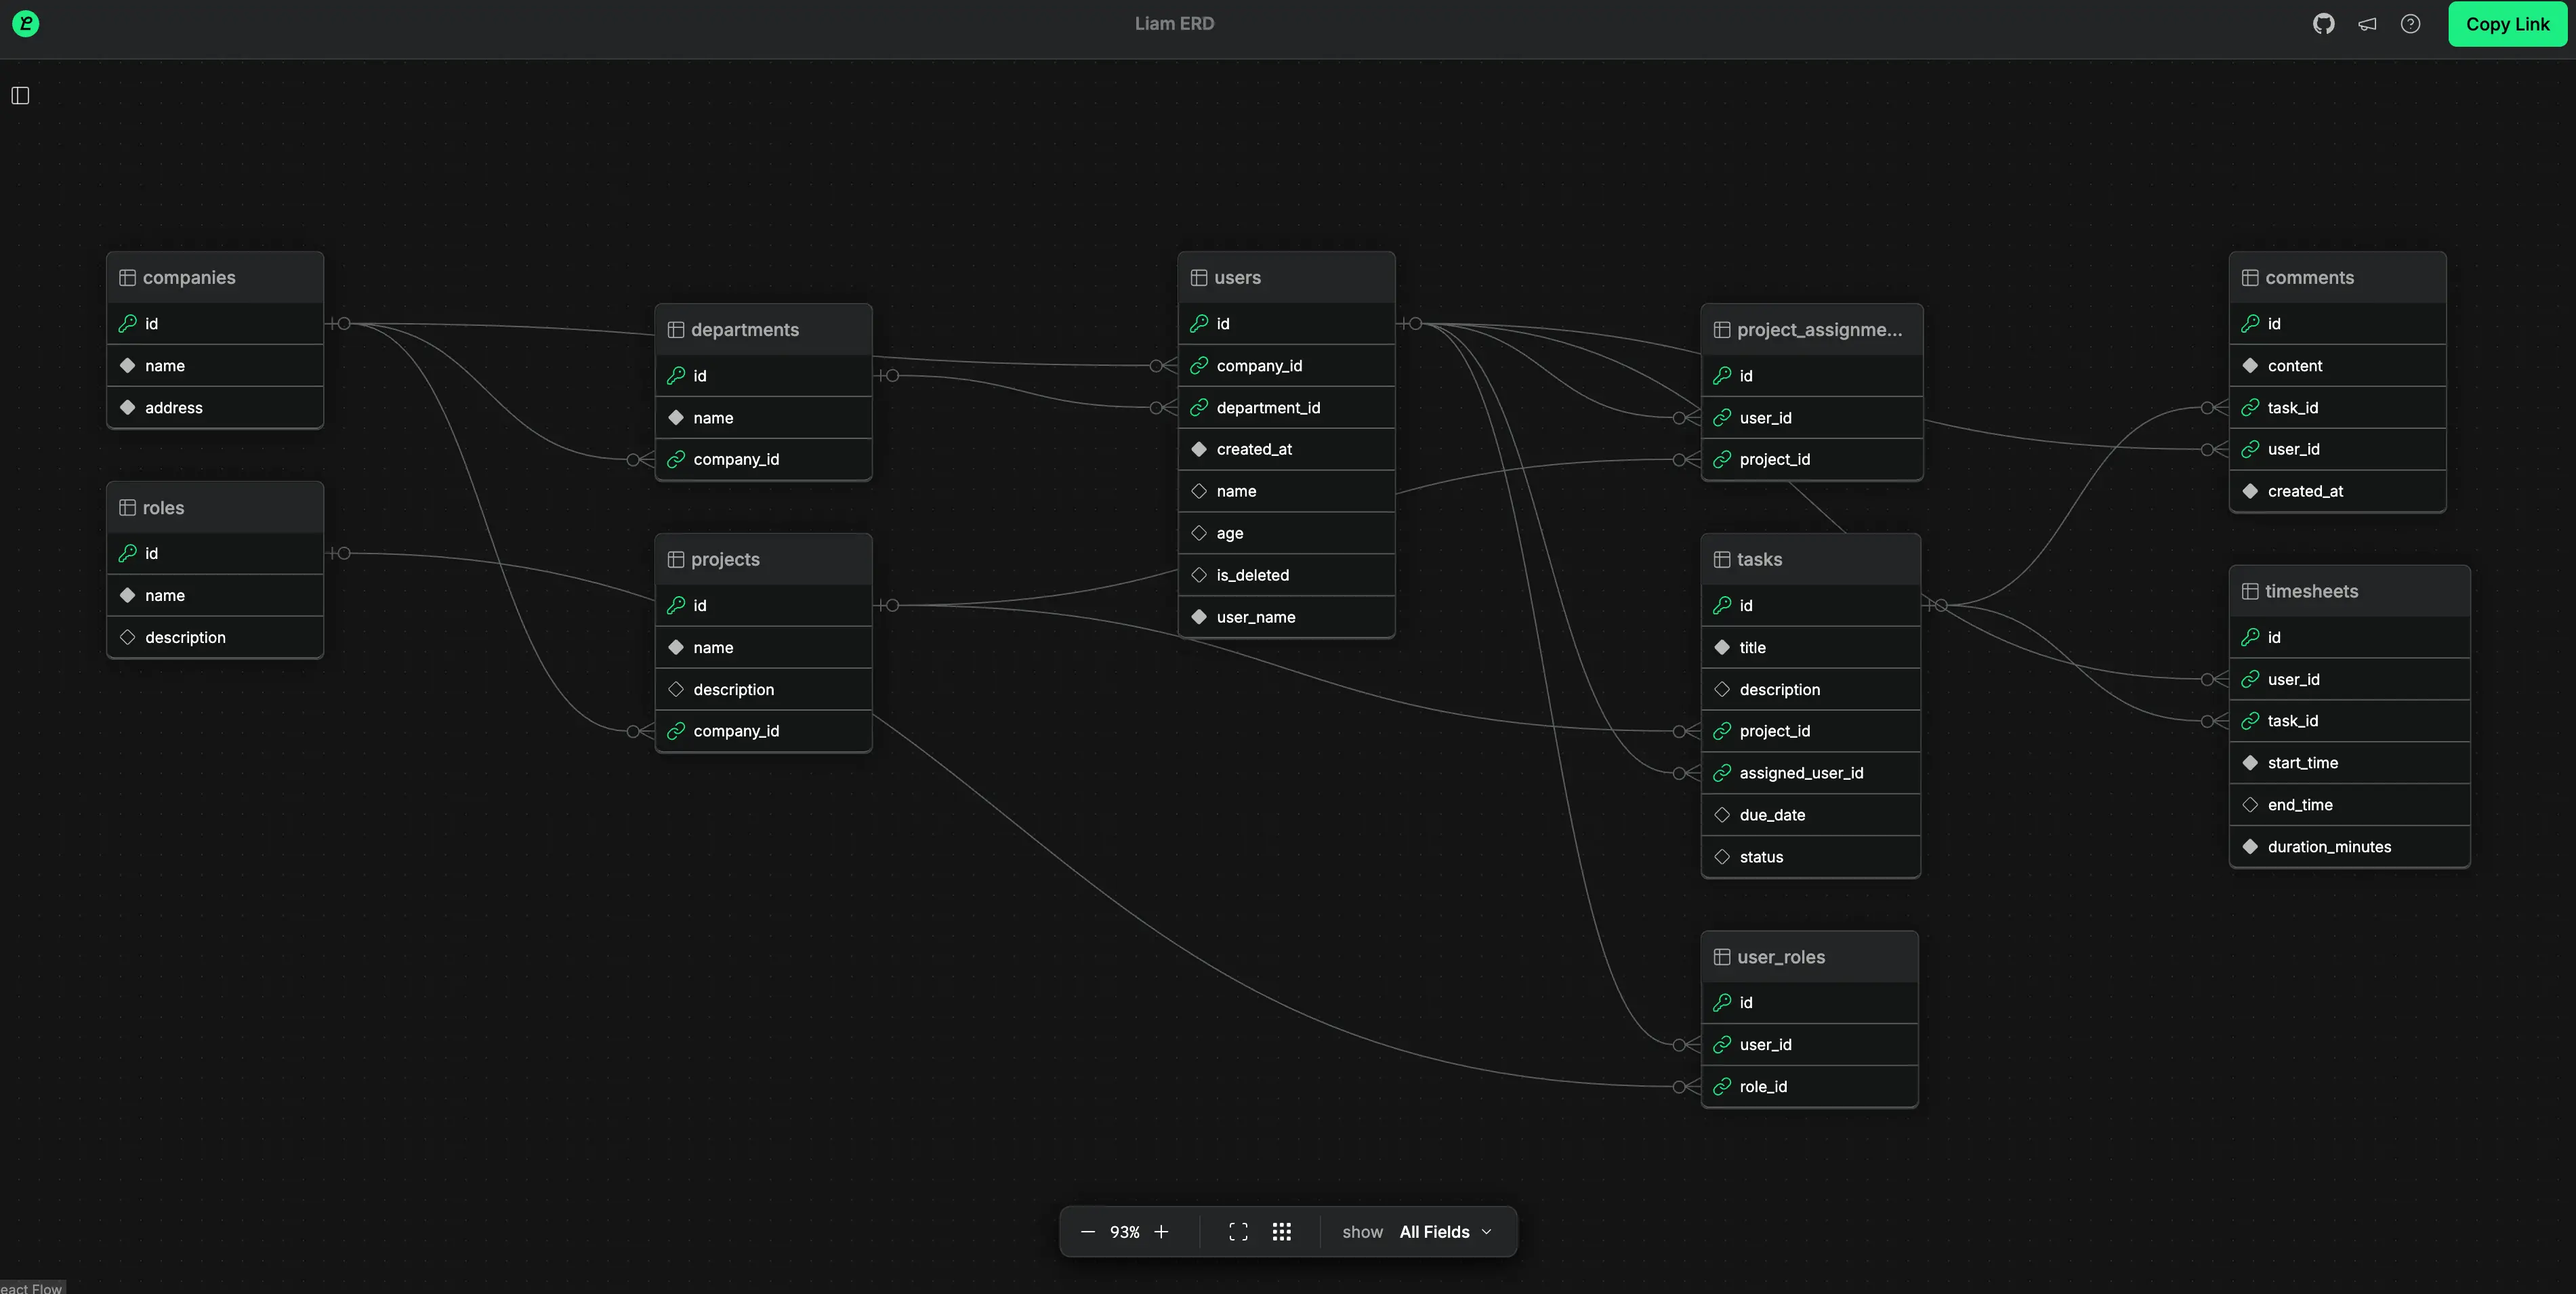 Liam ERD
Copy Link
companies
id
name
address
roles
id
name
description
departments
id
name
company_id
projects
id
name
description
company_id
users
id
company_id
department_id
created_at
name
age
is_deleted
user_name
project_assignme...
id
user_id
project_id
tasks
id
title
description
project_id
assigned_user_id
due_date
status
user_roles
id
user_id
role_id
comments
id
content
task_id
user_id
created_at
timesheets
id
user_id
task_id
start_time
end_time
duration_minutes
93%
show All Fields
eact Flow